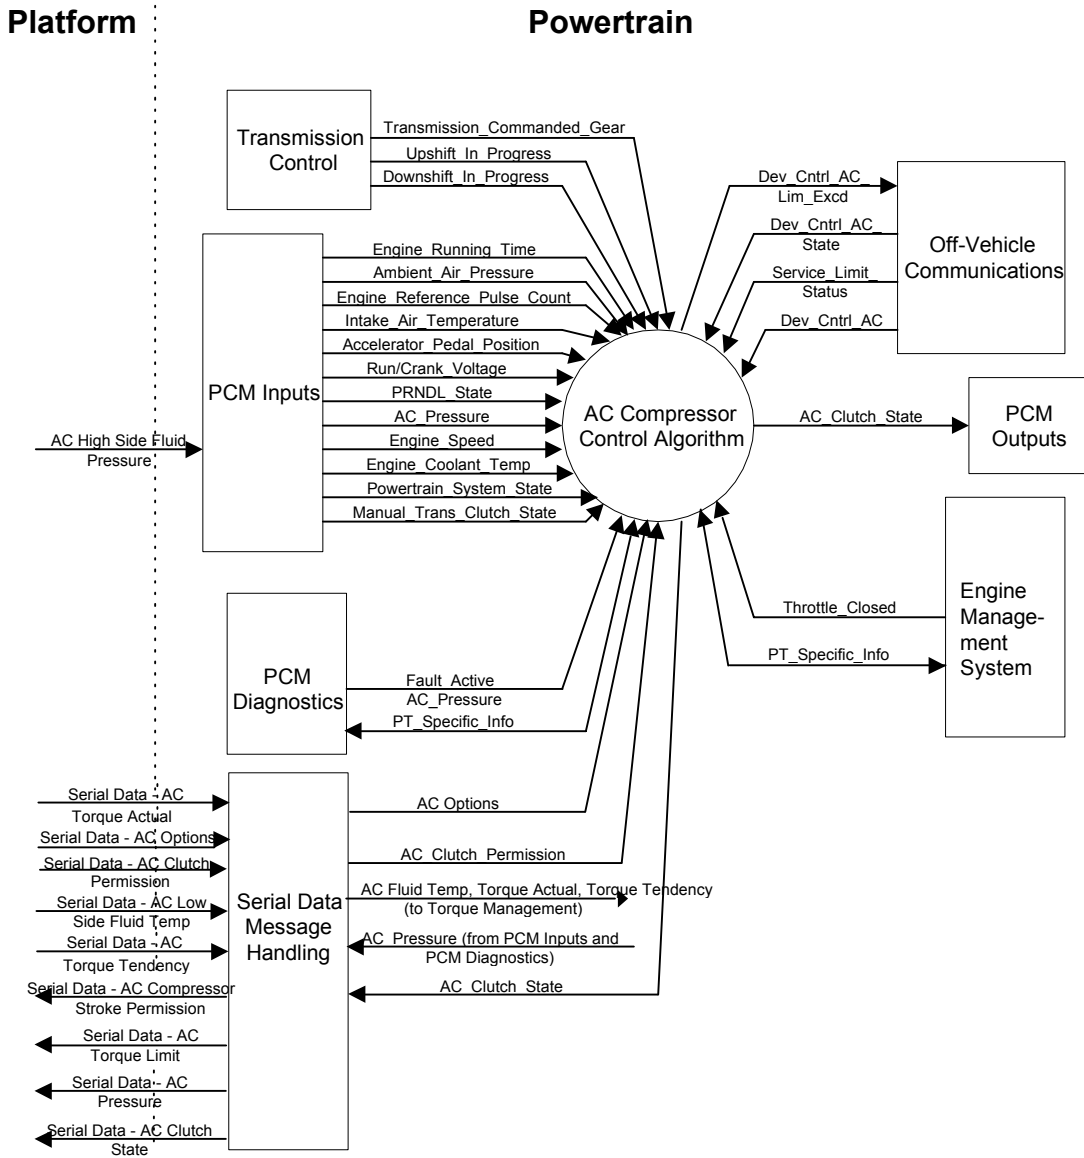 Platform
Powertrain
Transmission
Control
Transmission_Commanded_Gear
Upshift_In_Progress
Downshift_In_Progress
Dev_Cntrl_AC_
Lim_Excd
Dev_Cntrl_AC_
State
Service_Limit_
Status
Dev_Cntrl_AC
Off-Vehicle
Communications
PCM Inputs
Engine_Running_Time
Ambient_Air_Pressure
Engine_Reference_Pulse_Count
Intake_Air_Temperature
Accelerator_Pedal_Position
Run/Crank_Voltage
PRNDL_State
AC_Pressure
Engine_Speed
Engine_Coolant_Temp
Powertrain_System_State
Manual_Trans_Clutch_State
AC High Side Fluid
Pressure
AC Compressor
Control Algorithm
AC_Clutch_State
PCM
Outputs
Throttle_Closed
PT_Specific_Info
Engine
Manage-
ment
System
PCM
Diagnostics
Fault_Active
AC_Pressure
PT_Specific_Info
Serial Data - AC
Torque Actual
Serial Data - AC Options
Serial Data - AC Clutch
Permission
Serial Data - AC Low
Side Fluid Temp
Serial Data - AC
Torque Tendency
Serial Data - AC Compressor
Stroke Permission
Serial Data - AC
Torque Limit
Serial Data - AC
Pressure
Serial Data - AC Clutch
State
Serial Data
Message
Handling
AC Options
AC_Clutch_Permission
AC Fluid Temp, Torque Actual, Torque Tendency
(to Torque Management)
AC_Pressure (from PCM Inputs and
PCM Diagnostics)
AC_Clutch_State